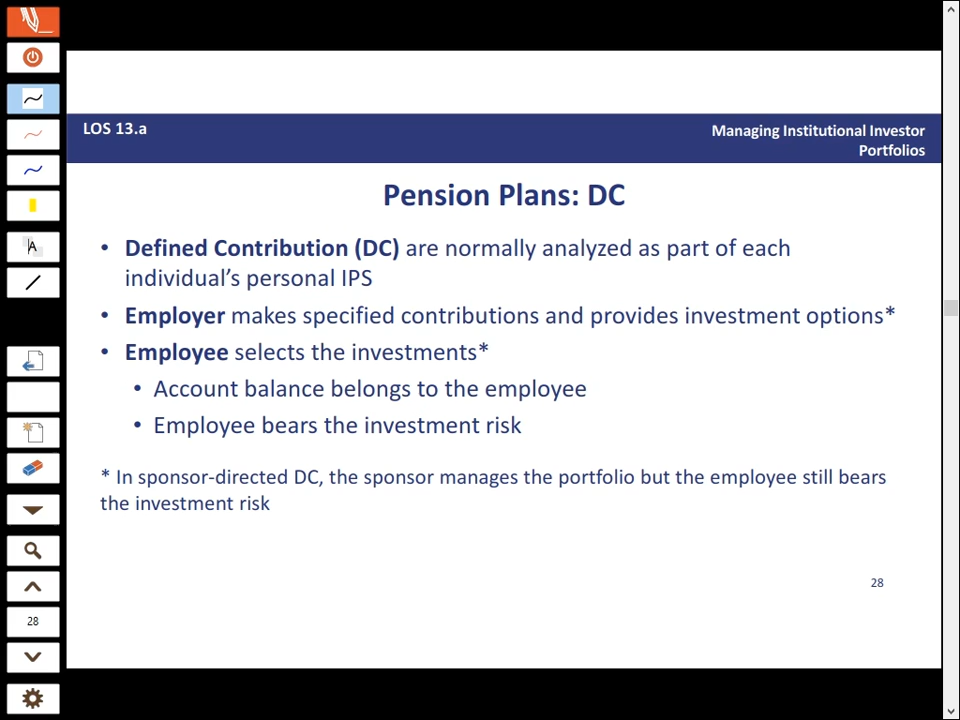 LOS 13.a
Managing Institutional Investor
Portfolios
Pension Plans: DC
• Defined Contribution (DC) are normally analyzed as part of each
individual’s personal IPS
• Employer makes specified contributions and provides investment options*
• Employee selects the investments*
• Account balance belongs to the employee
• Employee bears the investment risk
* In sponsor-directed DC, the sponsor manages the portfolio but the employee still bears
the investment risk
28
A
28